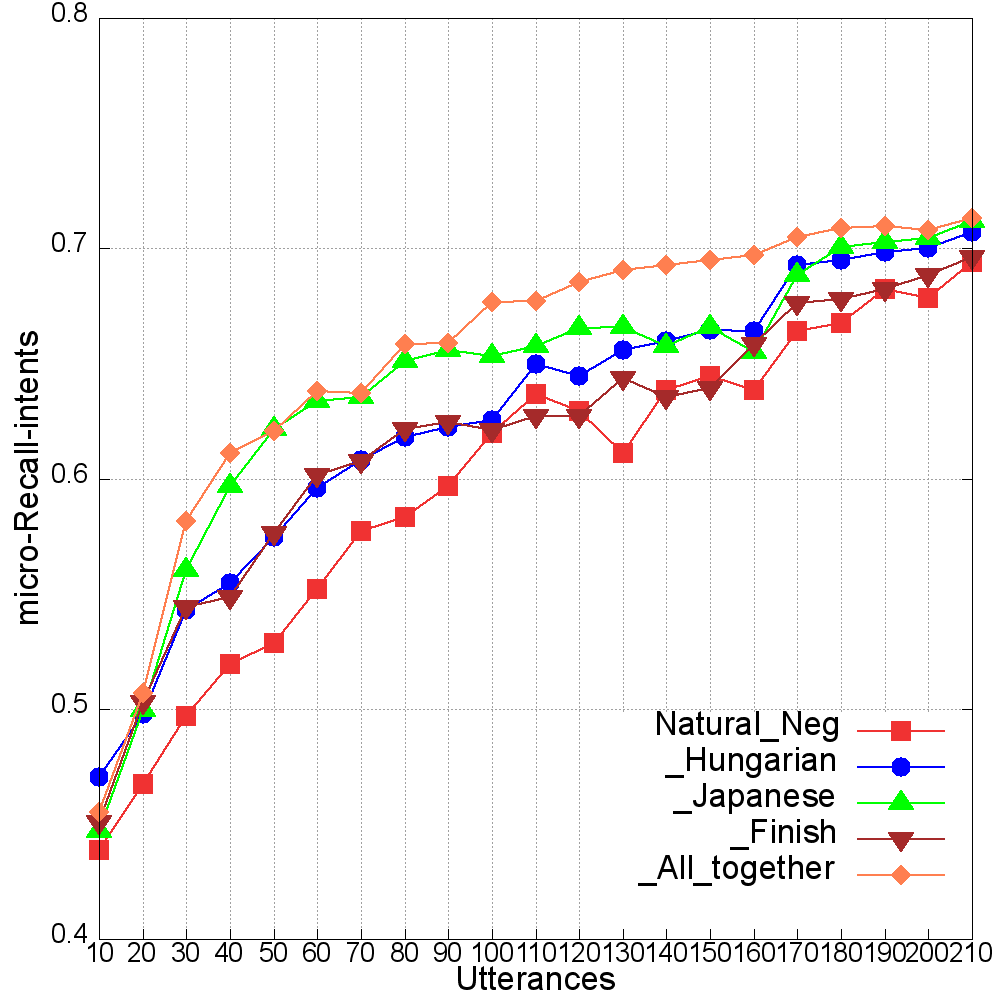 0.8
0.7
0.6
0.5
0.4
micro-Recall-intents
Natural_Neg
_Hungarian
_Japanese
_Finish
_All_together
10 20 30 40 50 60 70 80 90 100 110 120 130 140 150 160 170 180 190 200 210
Utterances